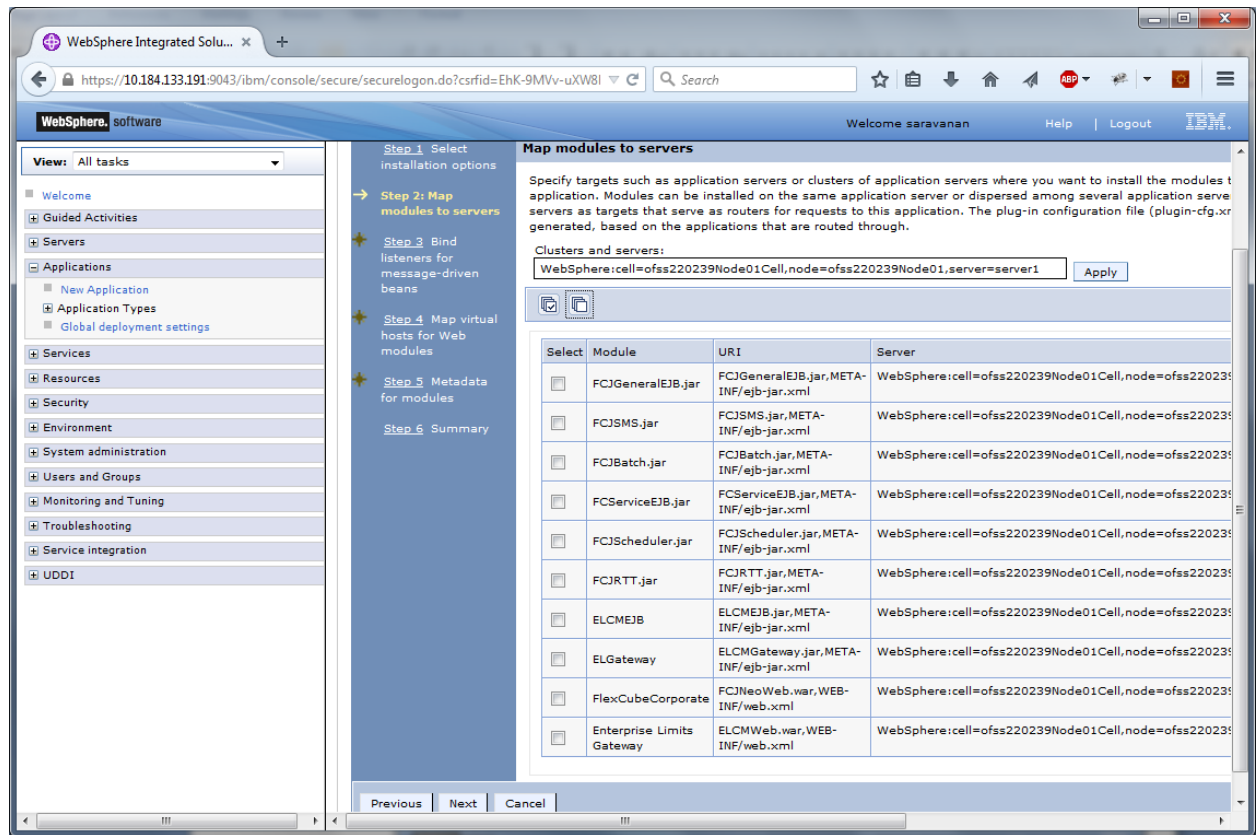 WebSphere Integrated Solu... × +
https://10.184.133.191:9043/ibm/console/secure/securelogon.do?csrfid=EhK-9MVv-uXW8l
Search
ABP
WebSphere. software
Welcome saravanan
Help | Logout
IBM.
View: All tasks
Welcome
Guided Activities
Servers
Applications
New Application
Application Types
Global deployment settings
Services
Resources
Security
Environment
System administration
Users and Groups
Monitoring and Tuning
Troubleshooting
Service integration
UDDI
Step 1 Select
installation options
Step 2: Map
modules to servers
Step 3 Bind
listeners for
message-driven
beans
Step 4 Map virtual
hosts for Web
modules
Step 5 Metadata
for modules
Step 6 Summary
Map modules to servers
Specify targets such as application servers or clusters of application servers where you want to install the modules t
application. Modules can be installed on the same application server or dispersed among several application serve
servers as targets that serve as routers for requests to this application. The plug-in configuration file (plugin-cfg.xr
generated, based on the applications that are routed through.
Clusters and servers:
WebSphere:cell=ofss220239Node01Cell,node=ofss220239Node01,server=server1
Apply
Select Module URI Server
FCJGeneralEJB.jar FCJGeneralEJB.jar,META-INF/ejb-jar.xml WebSphere:cell=ofss220239Node01Cell,node=ofss220239
FCJSMS.jar FCJSMS.jar,META-INF/ejb-jar.xml WebSphere:cell=ofss220239Node01Cell,node=ofss220239
FCJBatch.jar FCJBatch.jar,META-INF/ejb-jar.xml WebSphere:cell=ofss220239Node01Cell,node=ofss220239
FCServiceEJB.jar FCServiceEJB.jar,META-INF/ejb-jar.xml WebSphere:cell=ofss220239Node01Cell,node=ofss220239
FCJScheduler.jar FCJScheduler.jar,META-INF/ejb-jar.xml WebSphere:cell=ofss220239Node01Cell,node=ofss220239
FCJRTT.jar FCJRTT.jar,META-INF/ejb-jar.xml WebSphere:cell=ofss220239Node01Cell,node=ofss220239
ELCMEJB ELCMEJB.jar,META-INF/ejb-jar.xml WebSphere:cell=ofss220239Node01Cell,node=ofss220239
ELGateway ELCMGateway.jar,META-INF/ejb-jar.xml WebSphere:cell=ofss220239Node01Cell,node=ofss220239
FlexCubeCorporate FCJNeoWeb.war,WEB-INF/web.xml WebSphere:cell=ofss220239Node01Cell,node=ofss220239
Enterprise Limits Gateway ELCMWeb.war,WEB-INF/web.xml WebSphere:cell=ofss220239Node01Cell,node=ofss220239
Previous Next Cancel